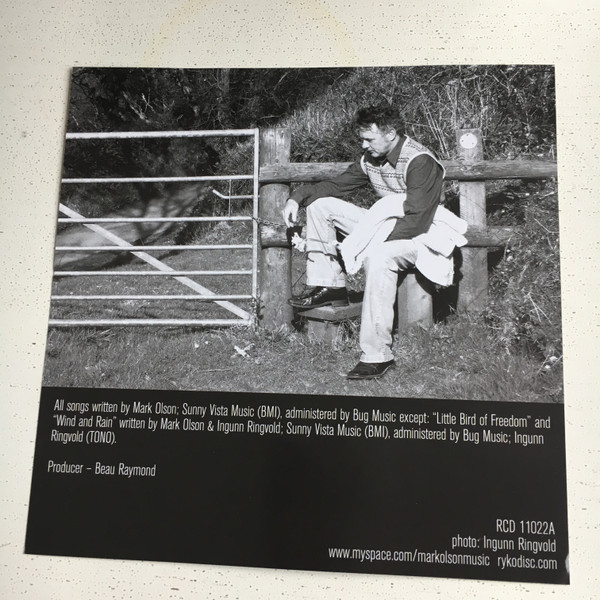 All songs written by Mark Olson; Sunny Vista Music (BMI), administered by Bug Music except: "Little Bird of Freedom" and
"Wind and Rain" written by Mark Olson & Ingunn Ringvold; Sunny Vista Music (BMI), administered by Bug Music; Ingunn
Ringvold (TONO).
Producer – Beau Raymond
RCD 11022A
photo: Ingunn Ringvold
www.myspace.com/markolsonmusic rykodisc.com